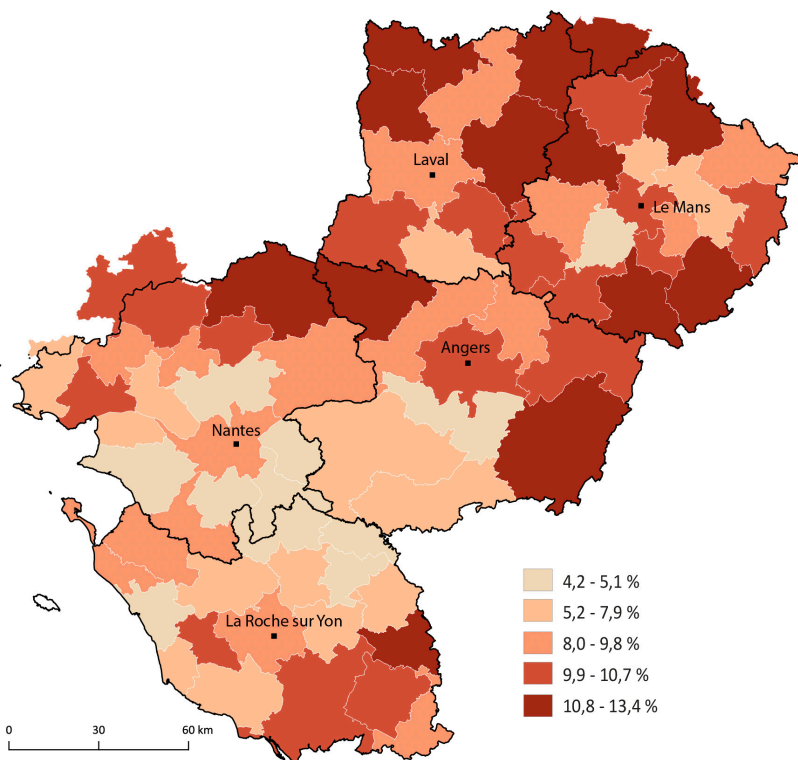 Laval
Le Mans
Angers
Nantes
La Roche sur Yon
4,2 - 5,1 %
5,2 - 7,9 %
8,0 - 9,8 %
9,9 - 10,7 %
10,8 - 13,4 %
0 30 60 km